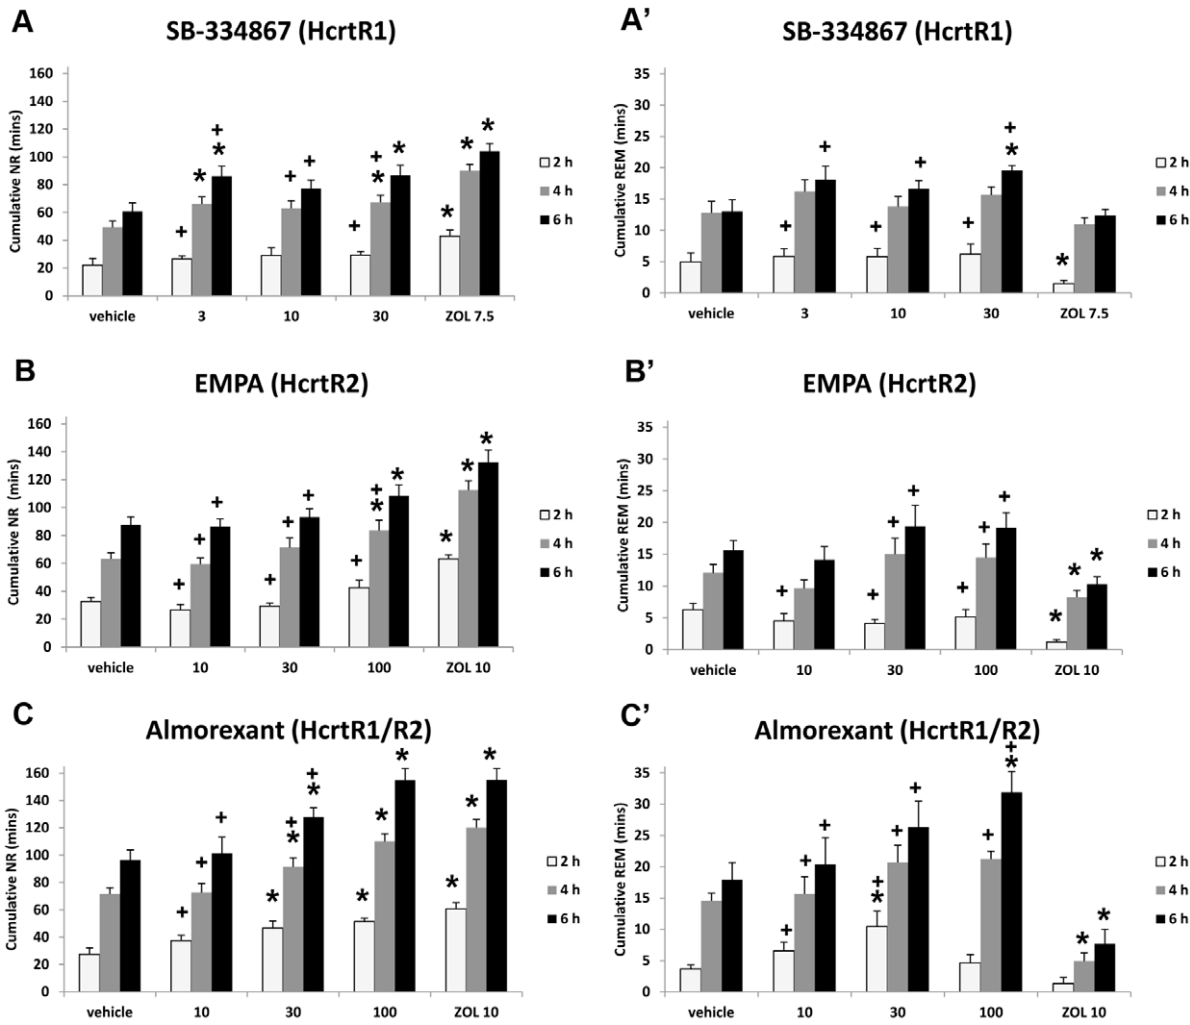 A
SB-334867 (HcrtR1)
Cumulative NR (mins)
160
140
120
100
80
60
40
20
0
+
*
*
+
+
+
+
*
+
*
*
*
*
+
vehicle
3
10
30
ZOL 7.5
2 h
4 h
6 h
A'
SB-334867 (HcrtR1)
Cumulative REM (mins)
35
30
25
20
15
10
5
0
+
+
+
+
+
*
+
*
vehicle
3
10
30
ZOL 7.5
2 h
4 h
6 h
B
EMPA (HcrtR2)
Cumulative NR (mins)
160
140
120
100
80
60
40
20
0
+
+
+
+
+
+
+
+
*
*
*
*
*
vehicle
10
30
100
ZOL 10
2 h
4 h
6 h
B'
EMPA (HcrtR2)
Cumulative REM (mins)
35
30
25
20
15
10
5
0
+
+
+
+
+
+
+
*
*
*
vehicle
10
30
100
ZOL 10
2 h
4 h
6 h
C
Almorexant (HcrtR1/R2)
Cumulative NR (mins)
160
140
120
100
80
60
40
20
0
+
+
+
*
+
*
+
*
*
*
*
*
*
*
vehicle
10
30
100
ZOL 10
2 h
4 h
6 h
C'
Almorexant (HcrtR1/R2)
Cumulative REM (mins)
35
30
25
20
15
10
5
0
+
+
+
+
*
+
+
+
+
*
*
*
vehicle
10
30
100
ZOL 10
2 h
4 h
6 h